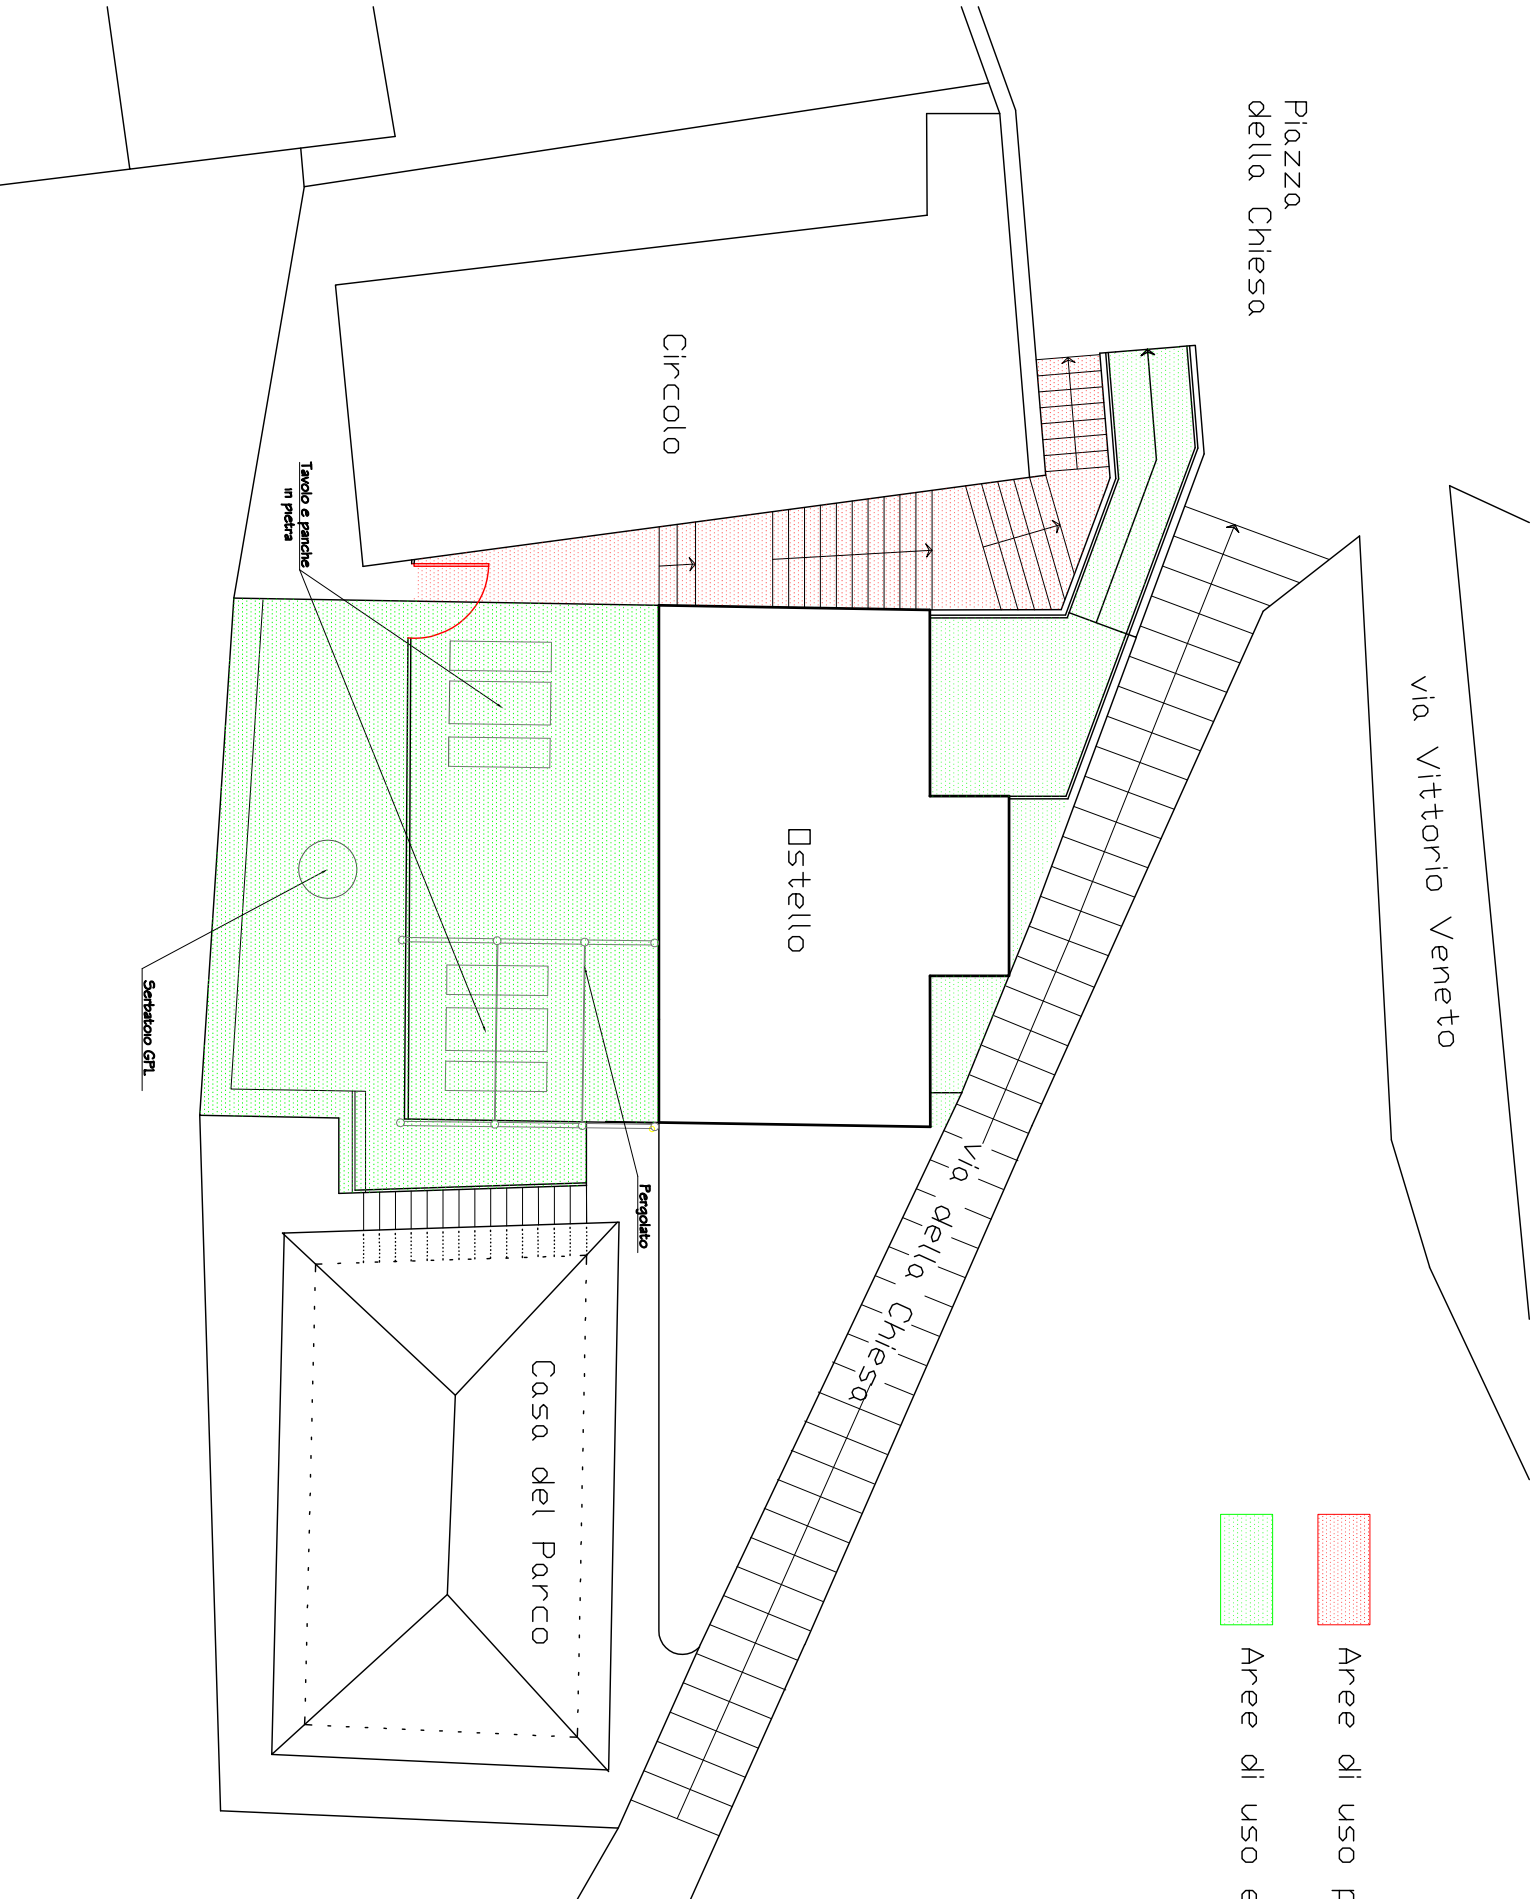 Piazza
della Chiesa
via Vittorio Veneto
Circolo
Tavolo e panche
in pietra
Ostello
Serbatoio GPL
Pergolato
via della Chiesa
Casa del Parco
Aree di uso p
Aree di uso e